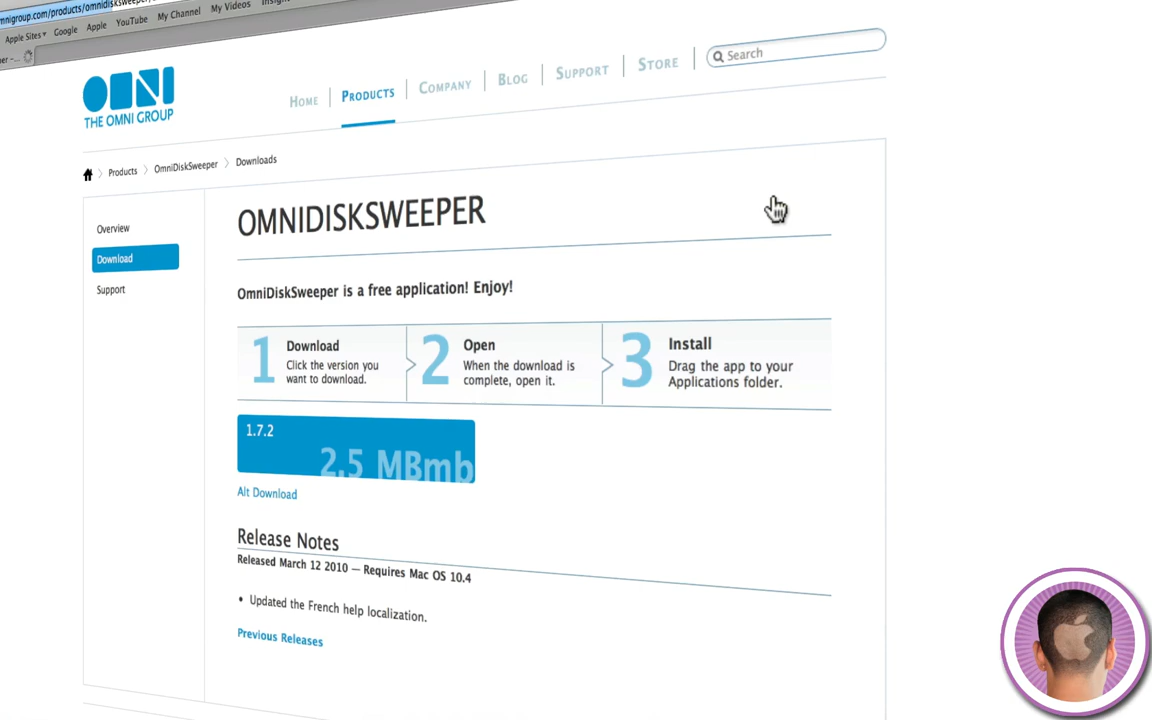 mnigroup.com/products/omnidisksweeper/
Apple Sites
Google
Apple
YouTube
My Channel
My Videos
THE OMNI GROUP
HOME
PRODUCTS
COMPANY
BLOG
SUPPORT
STORE
Search
Products
OmniDiskSweeper
Downloads
Overview
Download
Support
OMNIDISKSWEEPER
OmniDiskSweeper is a free application! Enjoy!
1 Download
Click the version you
want to download.
2 Open
When the download is
complete, open it.
3 Install
Drag the app to your
Applications folder.
1.7.2
2.5 MBmb
Alt Download
Release Notes
Released March 12 2010 — Requires Mac OS 10.4
• Updated the French help localization.
Previous Releases